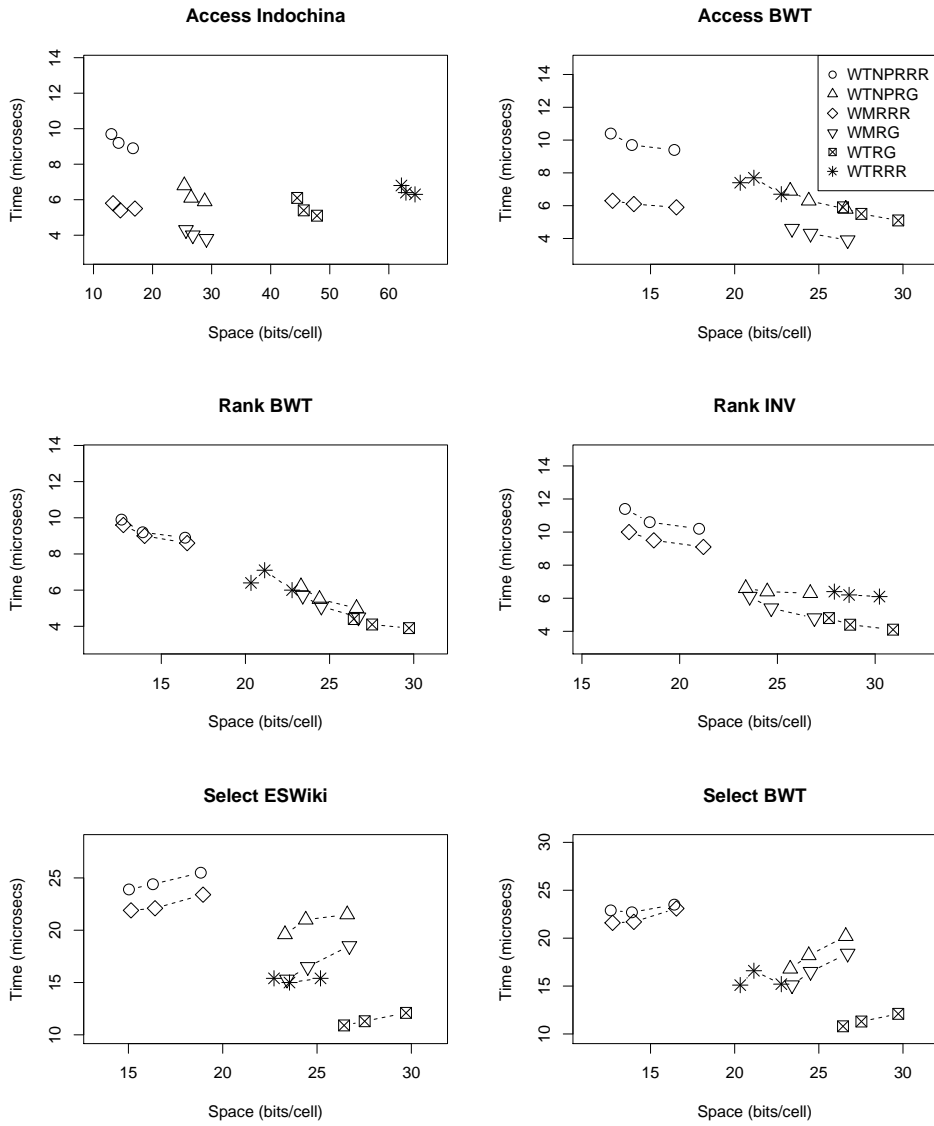 Access Indochina
Time (microsecs)
4 6 8 10 12 14
10 20 30 40 50 60
Space (bits/cell)
Access BWT
Time (microsecs)
4 6 8 10 12 14
15 20 25 30
Space (bits/cell)
WTNPRRR
WTNPRG
WMRRR
WMRG
WTRG
WTRRR
Rank BWT
Time (microsecs)
4 6 8 10 12 14
15 20 25 30
Space (bits/cell)
Rank INV
Time (microsecs)
4 6 8 10 12 14
15 20 25 30
Space (bits/cell)
Select ESWiki
Time (microsecs)
10 15 20 25
15 20 25 30
Space (bits/cell)
Select BWT
Time (microsecs)
10 15 20 25 30
15 20 25 30
Space (bits/cell)